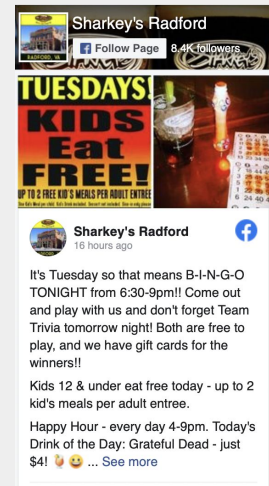 Sharkey's Radford
Follow Page
8.4K followers
SHARKEYS
RADFORD, VA
TUESDAYS!
KIDS
Eat
FREE!
UP TO 2 FREE KID'S MEALS PER ADULT ENTREE
Sharkey's Radford
16 hours ago
It's Tuesday so that means B-I-N-G-O
TONIGHT from 6:30-9pm!! Come out
and play with us and don't forget Team
Trivia tomorrow night! Both are free to
play, and we have gift cards for the
winners!!
Kids 12 & under eat free today - up to 2
kid's meals per adult entree.
Happy Hour - every day 4-9pm. Today's
Drink of the Day: Grateful Dead - just
$4! 🍹😀 ... See more